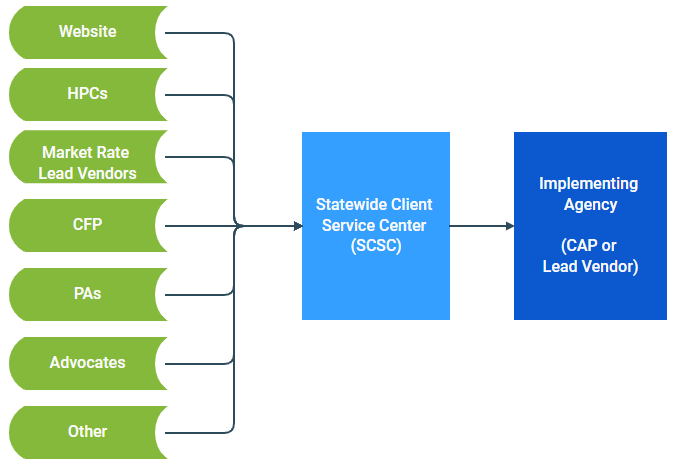 Website
HPCs
Market Rate
Lead Vendors
CFP
PAs
Advocates
Other
Statewide Client
Service Center
(SCSC)
Implementing
Agency
(CAP or
Lead Vendor)